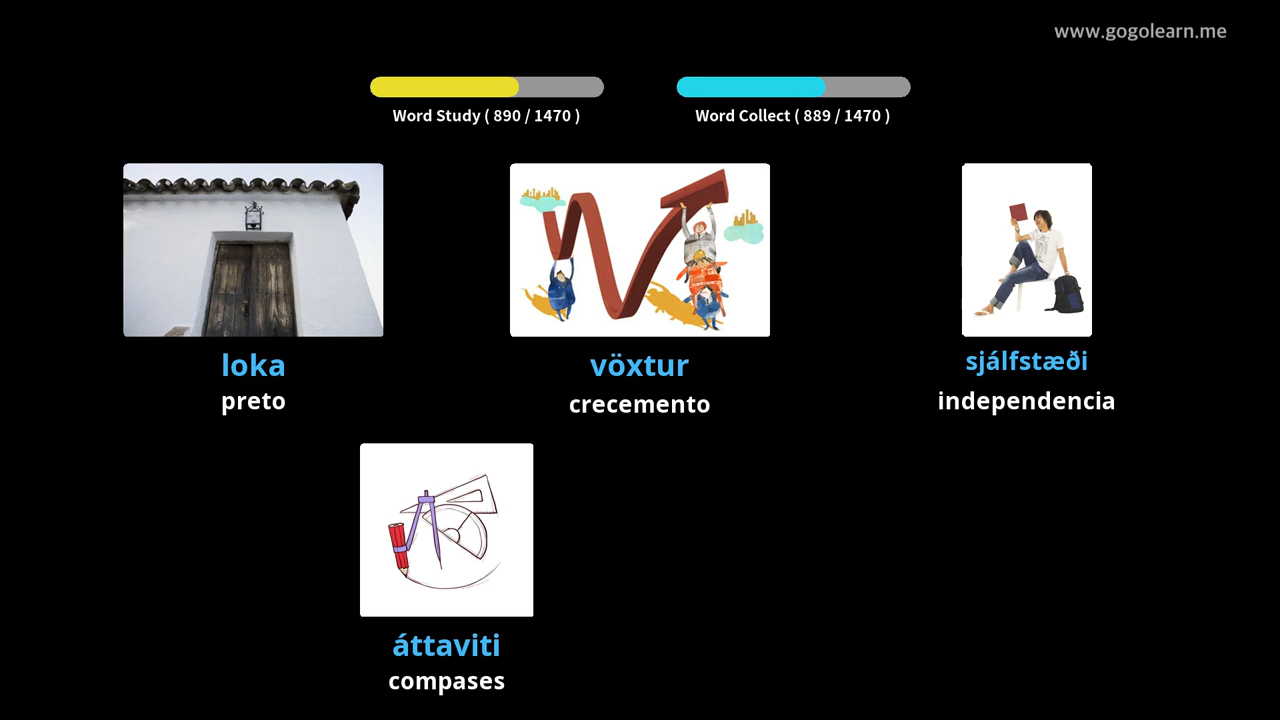 www.gogolearn.me
Word Study ( 890 / 1470 )
Word Collect ( 889 / 1470 )
loka
preto
vöxtur
crecemento
sjálfstæði
independencia
áttaviti
compases